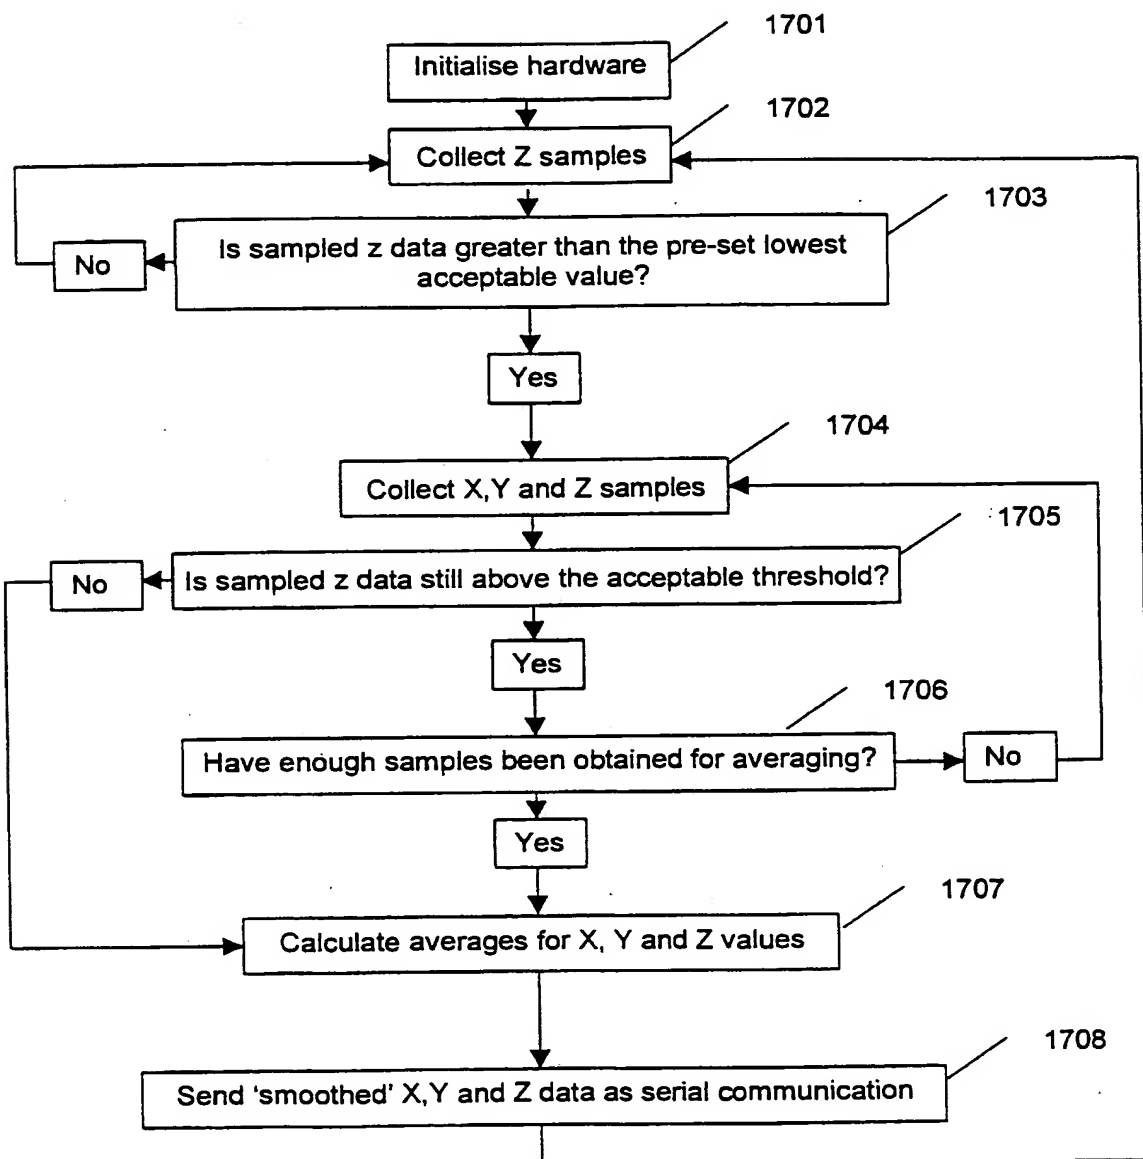 1701
Initialise hardware
1702
Collect Z samples
1703
Is sampled z data greater than the pre-set lowest
acceptable value?
No
Yes
1704
Collect X,Y and Z samples
1705
Is sampled z data still above the acceptable threshold?
No
Yes
1706
Have enough samples been obtained for averaging?
No
Yes
1707
Calculate averages for X, Y and Z values
1708
Send 'smoothed' X,Y and Z data as serial communication